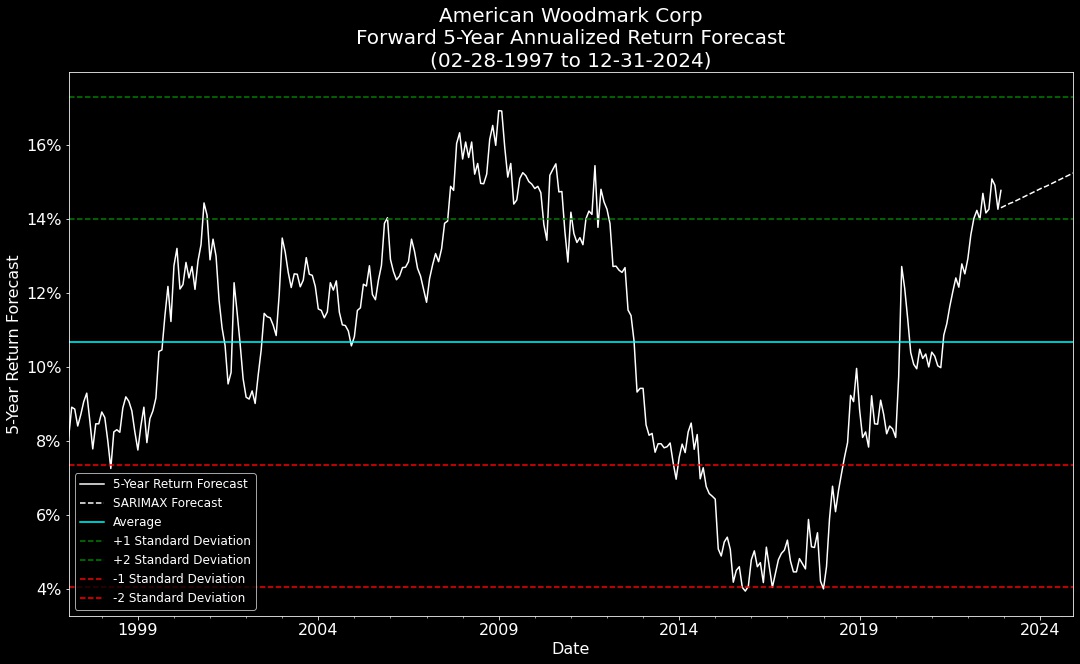 American Woodmark Corp
Forward 5-Year Annualized Return Forecast
(02-28-1997 to 12-31-2024)
5-Year Return Forecast
16%
14%
12%
10%
8%
6%
4%
5-Year Return Forecast
SARIMAX Forecast
Average
+1 Standard Deviation
+2 Standard Deviation
-1 Standard Deviation
-2 Standard Deviation
1999 2004 2009 2014 2019 2024
Date